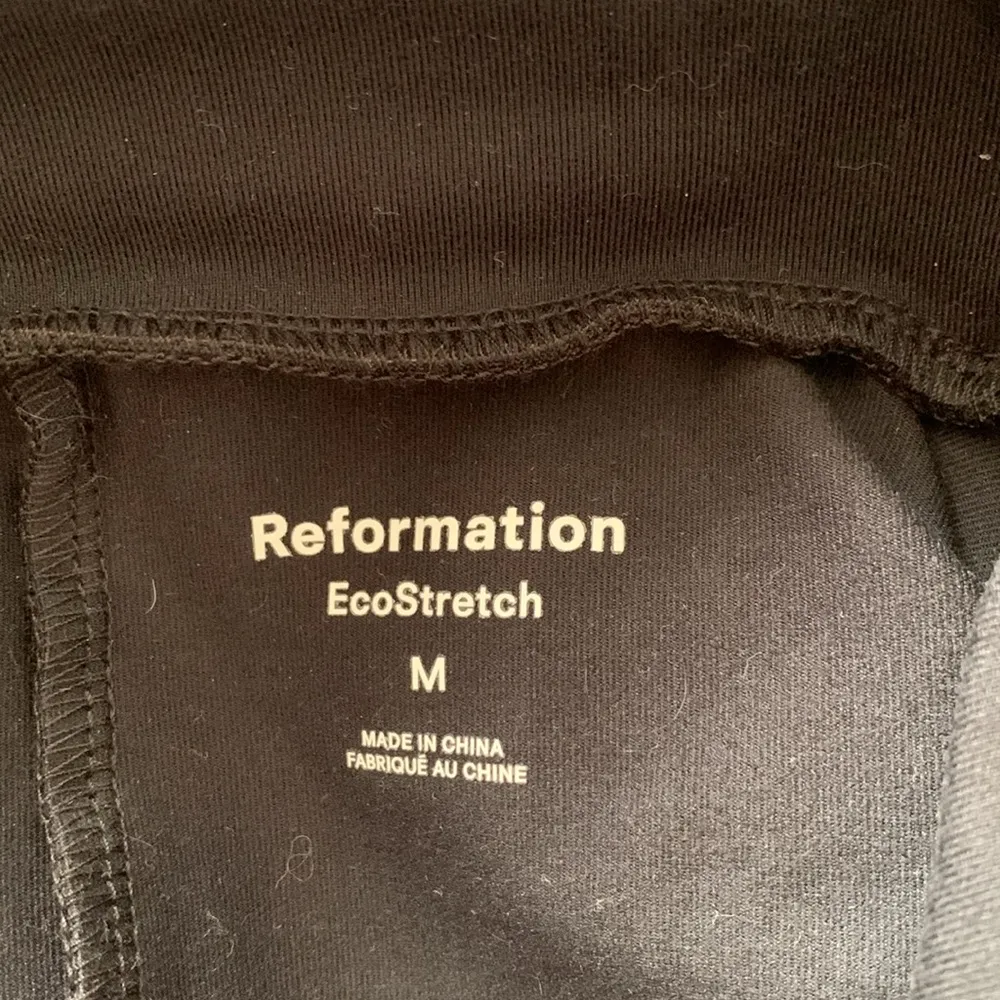 Reformation
EcoStretch
M
MADE IN CHINA
FABRIQUÉ AU CHINE